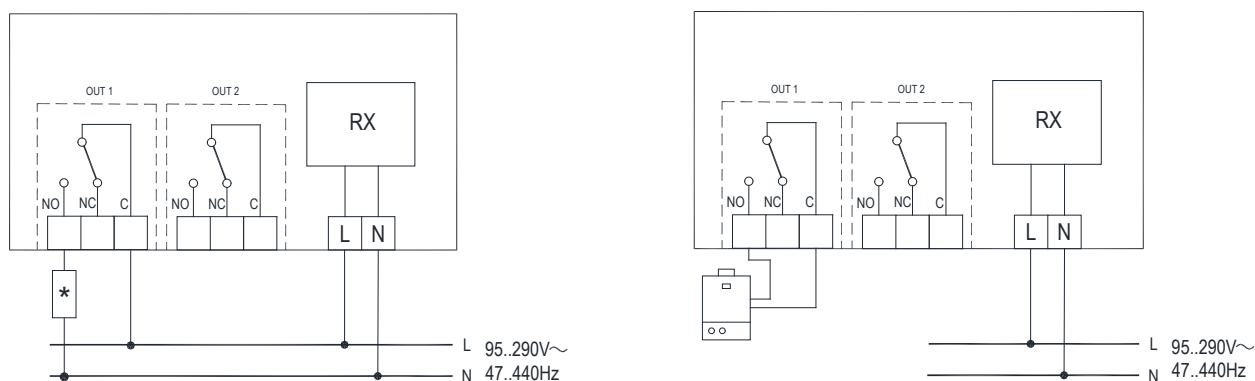 OUT 1 OUT 2
RX
NO NC C NO NC C
L N
*
L 95..290V~
N 47..440Hz
OUT 1 OUT 2
RX
NO NC C NO NC C
L N
L 95..290V~
N 47..440Hz